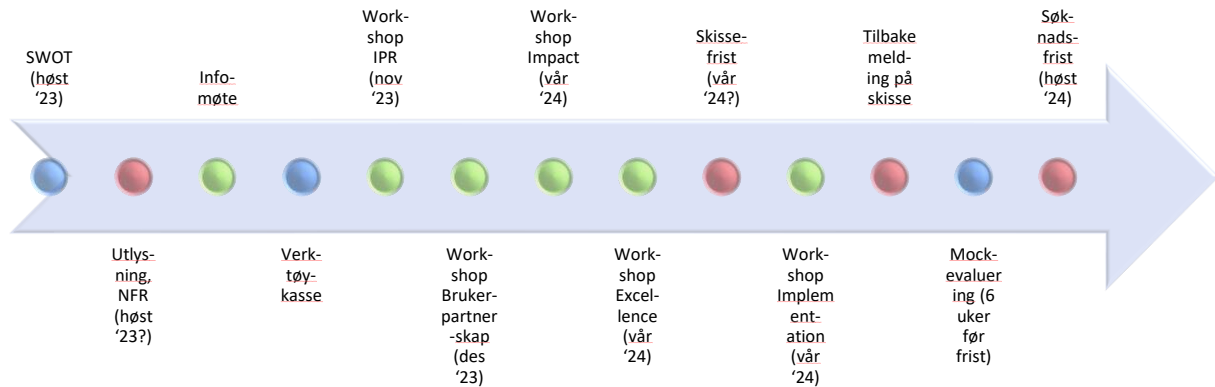 SWOT
(høst
‘23)
Utlys-
ning,
NFR
(høst
‘23?)
Info-
møte
Verk-
tøy-
kasse
Work-
shop
IPR
(nov
‘23)
Work-
shop
Bruker-
partner
-skap
(des
‘23)
Work-
shop
Impact
(vår
‘24)
Work-
shop
Excel-
lence
(vår
‘24)
Skisse-
frist
(vår
‘24?)
Work-
shop
Implem
ent-
ation
(vår
‘24)
Tilbake
meld-
ing på
skisse
Mock-
evaluer
ing (6
uker
før
frist)
Søk-
nads-
frist
(høst
‘24)